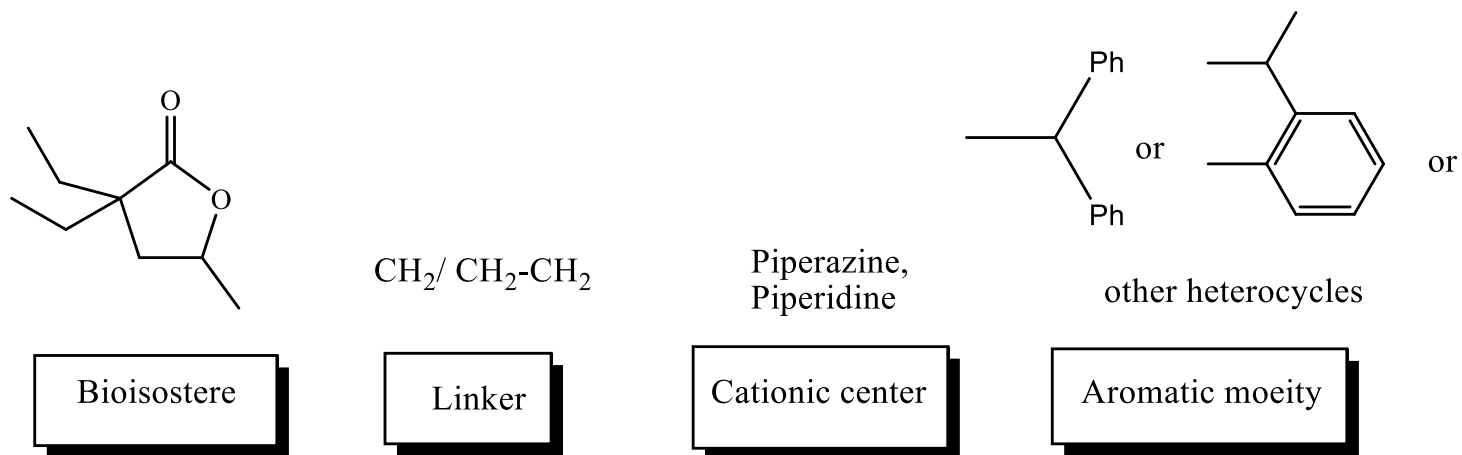 O
O
CH2/ CH2-CH2
Piperazine,
Piperidine
Ph
Ph
or
or
other heterocycles
Bioisostere
Linker
Cationic center
Aromatic moeity